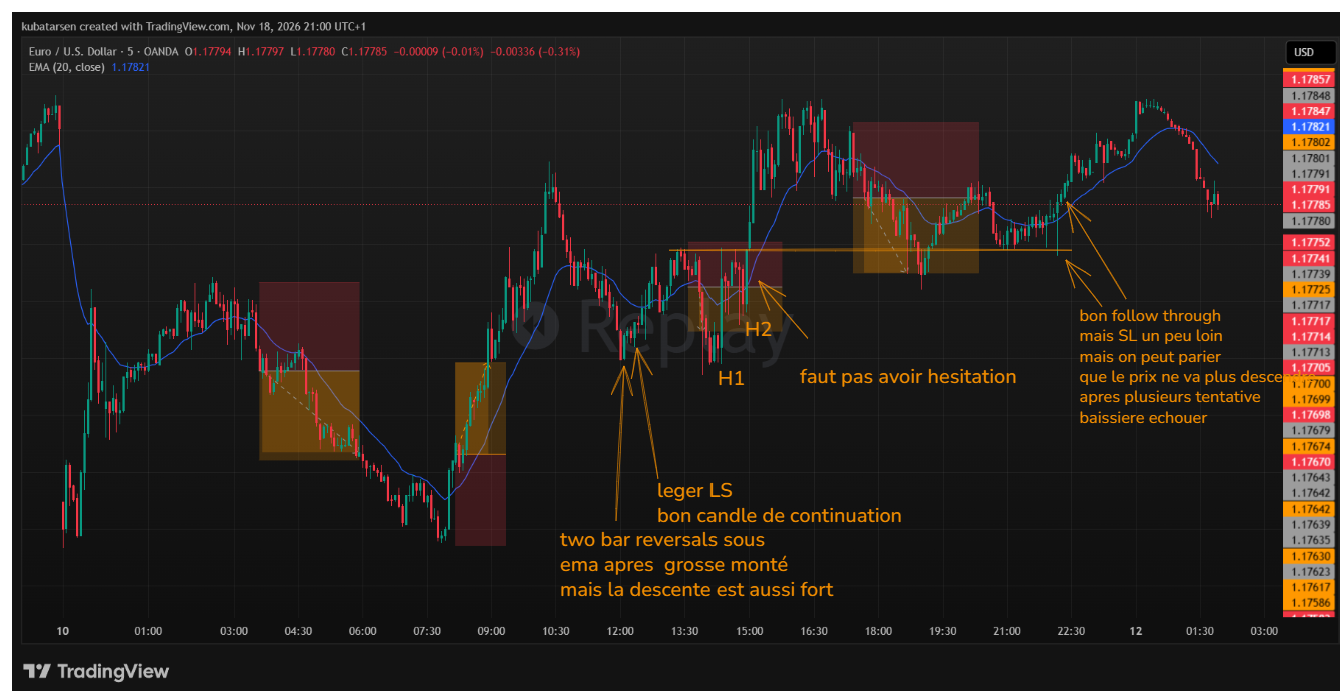 kubatarsen created with TradingView.com, Nov 18, 2026 21:00 UTC+1
Euro / U.S. Dollar · 5 · OANDA O1.17794 H1.17797 L1.17780 C1.17785 −0.00009 (−0.01%) −0.00336 (−0.31%)
EMA (20, close) 1.17821
USD
1.17857
1.17848
1.17847
1.17821
1.17802
1.17801
1.17791
1.17791
1.17785
1.17780
1.17752
1.17741
1.17739
1.17725
1.17717
1.17717
1.17714
1.17713
1.17705
1.17700
1.17699
1.17698
1.17679
1.17674
1.17670
1.17643
1.17642
1.17642
1.17639
1.17635
1.17630
1.17623
1.17617
1.17586
Replay
H2
H1
faut pas avoir hesitation
bon follow through
mais SL un peu loin
mais on peut parier
que le prix ne va plus descendre
apres plusieurs tentative
baissiere echouer
leger LS
bon candle de continuation
two bar reversals sous
ema apres grosse monté
mais la descente est aussi fort
10 01:00 03:00 04:30 06:00 07:30 09:00 10:30 12:00 13:30 15:00 16:30 18:00 19:30 21:00 22:30 12 01:30 03:00
TradingView